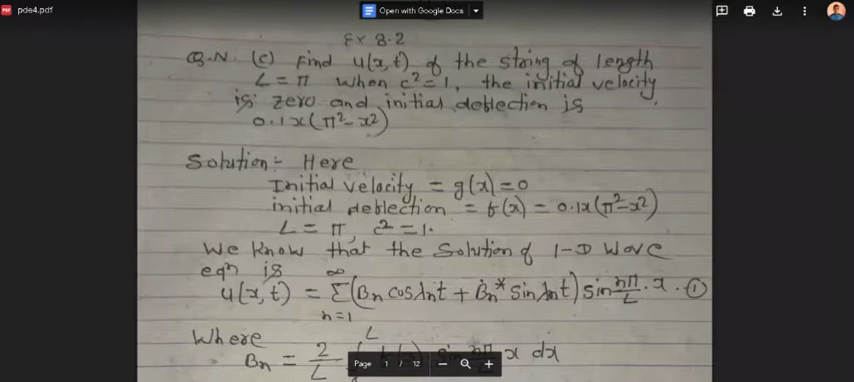 PDF pde4.pdf
Open with Google Docs
Ex 8.2
Q.N. (c) Find u(x,t) of the string of length
L = π when c² = 1, the initial velocity
is zero and initial deflection is
0.1x(π² - x²)
Solution:- Here
Initial velocity = g(x) = 0
initial deflection = f(x) = 0.1x(π² - x²)
L = π, c² = 1.
We know that the solution of 1-D wave
eqn is
u(x,t) = ∞ Σ n=1 (Bn cos λnt + Bn* sin λnt) sin nπ/L . x . ①
Where
Bn = 2/L ∫ L x dx
Page 1 / 12